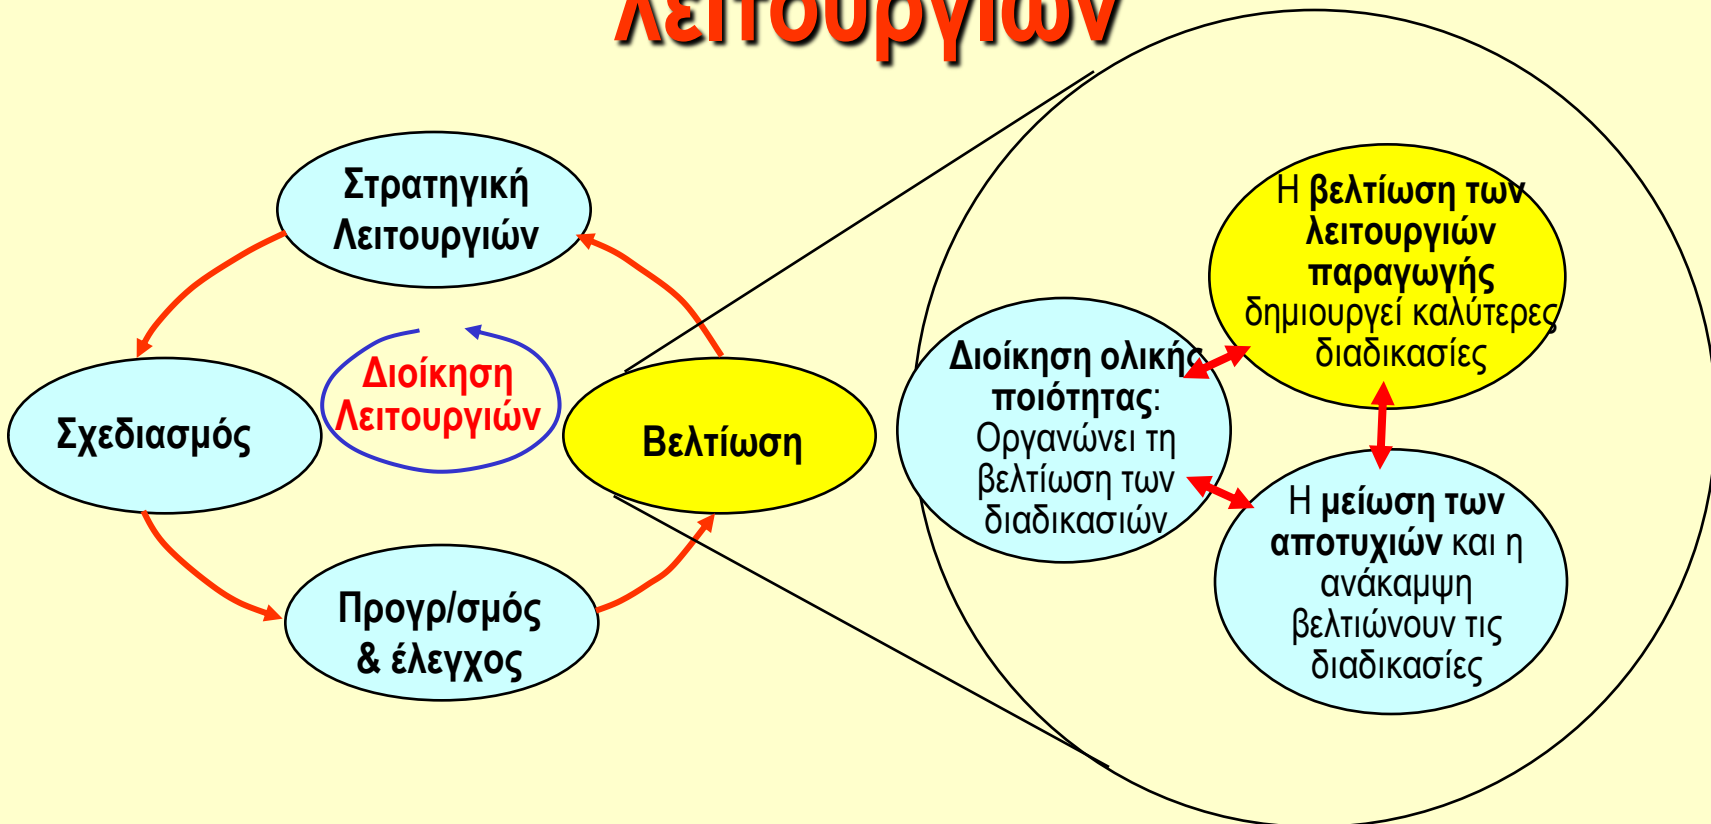 λειτουργιών
Στρατηγική
Λειτουργιών
Διοίκηση
Λειτουργιών
Σχεδιασμός
Βελτίωση
Προγρ/σμός
& έλεγχος
Η βελτίωση των
λειτουργιών
παραγωγής
δημιουργεί καλύτερες
διαδικασίες
Διοίκηση ολικής
ποιότητας:
Οργανώνει τη
βελτίωση των
διαδικασιών
Η μείωση των
αποτυχιών και η
ανάκαμψη
βελτιώνουν τις
διαδικασίες